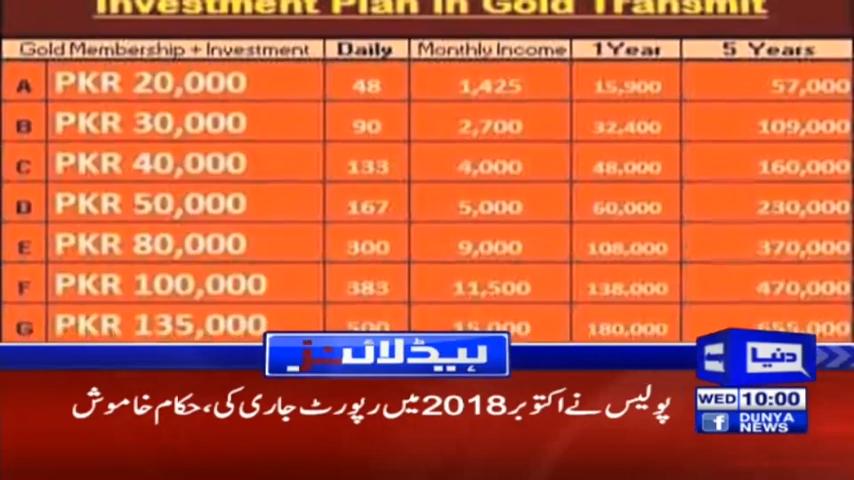 Investment Plan in Gold Transmit
Gold Membership + Investment Daily Monthly Income 1 Year 5 Years
A PKR 20,000 48 1,425 15,900 57,000
B PKR 30,000 90 2,700 32,400 109,000
C PKR 40,000 133 4,000 48,000 160,000
D PKR 50,000 167 5,000 60,000 230,000
E PKR 80,000 300 9,000 108,000 370,000
F PKR 100,000 383 11,500 138,000 470,000
G PKR 135,000 500 15,000 180,000
ہیڈلائنز
دنیا
پولیس نے اکتوبر 2018 میں رپورٹ جاری کی، حکام خاموش
WED 10:00
f DUNYA NEWS